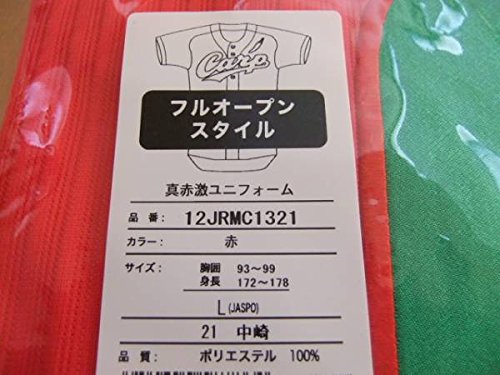 Carp
フルオープン
スタイル
真赤激ユニフォーム
品 番: 12JRMC1321
カラー: 赤
サイズ: 胸囲 93～99
身長 172～178
L(JASPO)
21 中崎
品 質: ポリエステル 100%